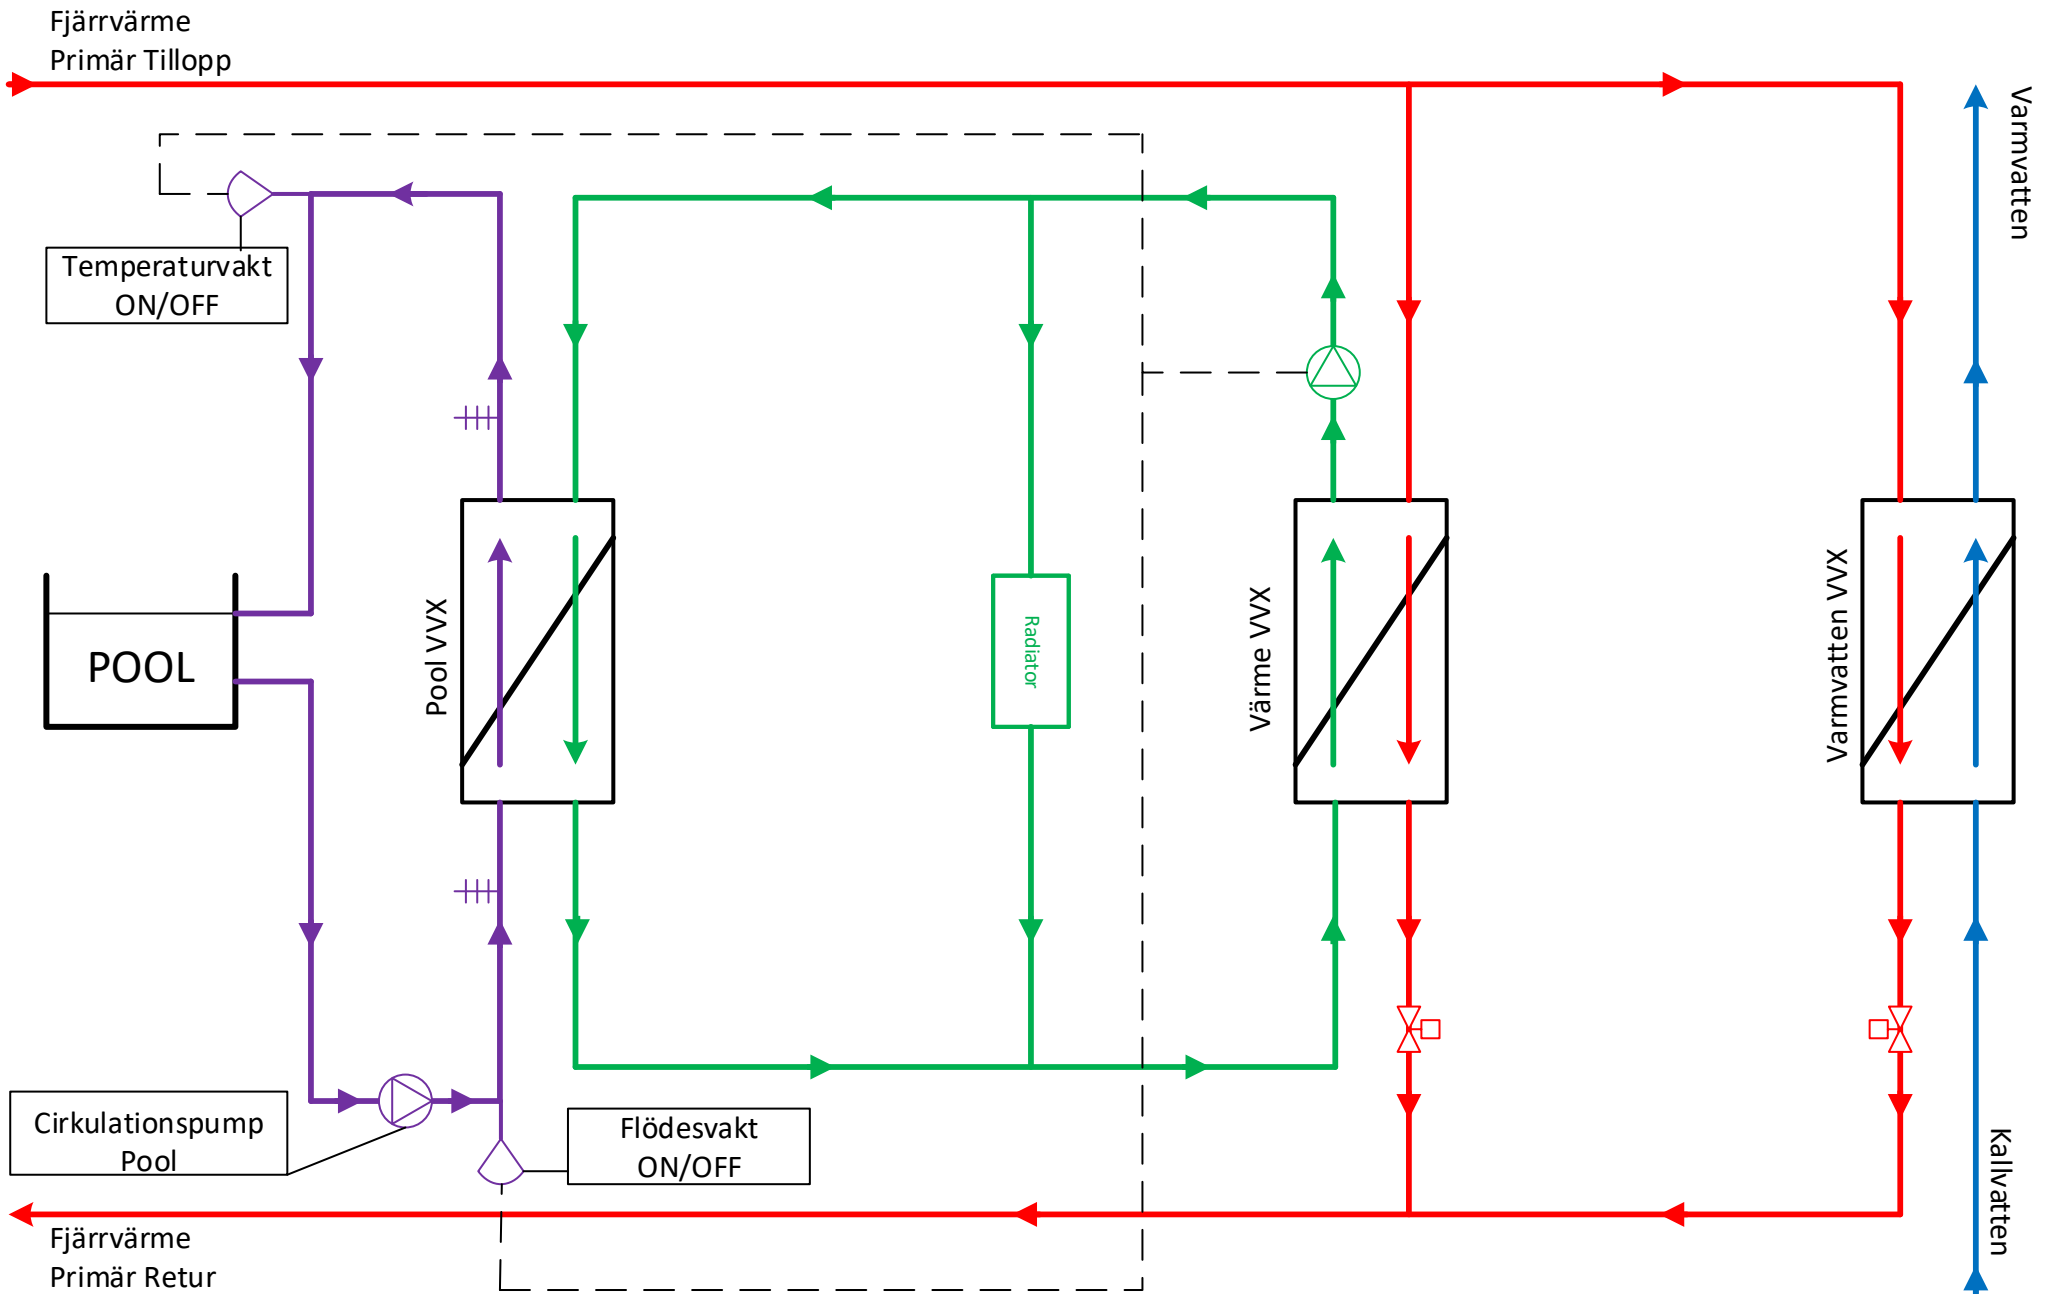 Fjärrvärme
Primär Tillopp
Varmvatten
Temperaturvakt
ON/OFF
POOL
Pool VVX
Radiator
Värme VVX
Varmvatten VVX
Cirkulationspump
Pool
Flödesvakt
ON/OFF
Kallvatten
Fjärrvärme
Primär Retur